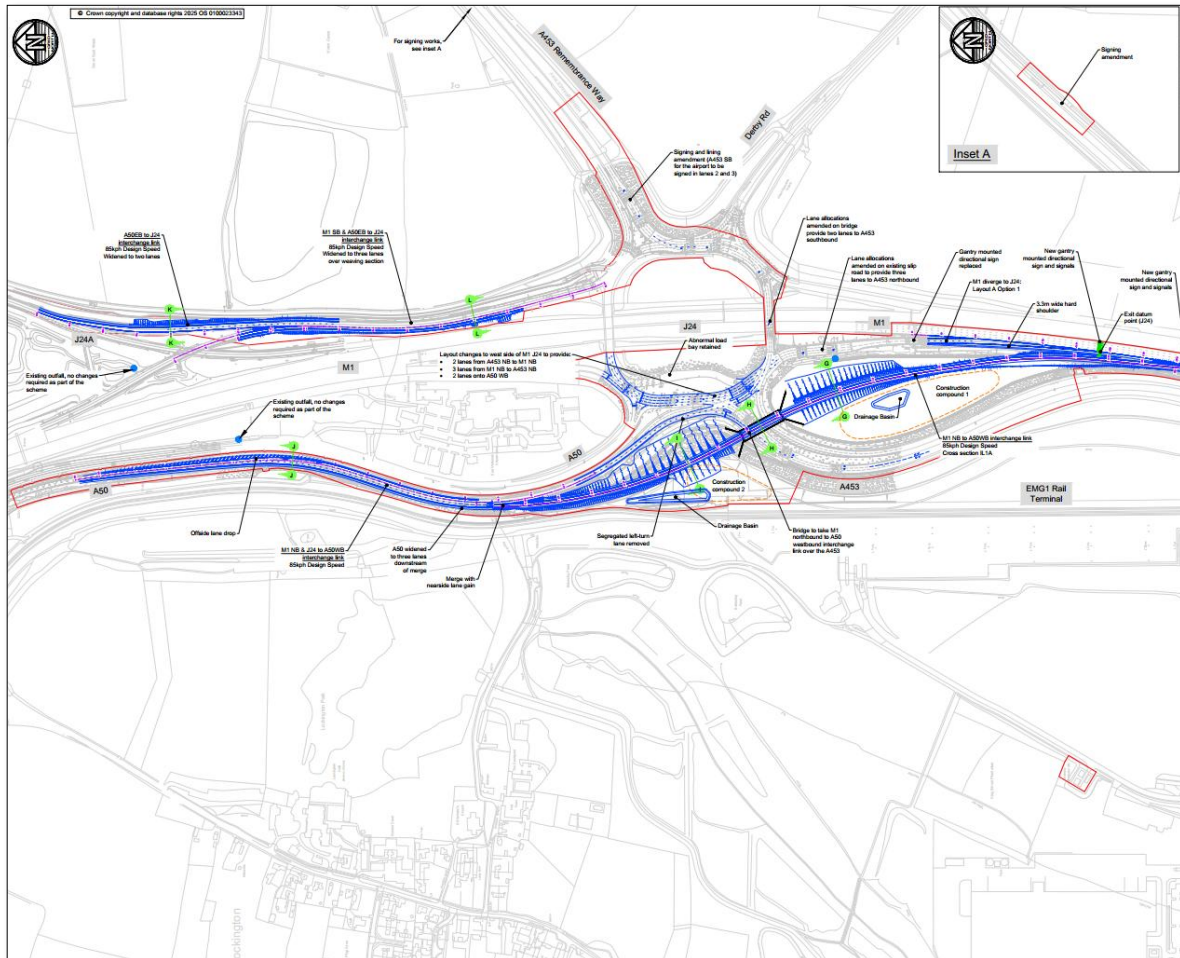 © Crown copyright and database rights 2025 OS 0100023343
N
For signing works,
see inset A
A453 Remembrance Way
Derby Rd
N
Signing
amendment
Inset A
Signing and lining
amendment (A453 SB
for the airport to be
signed in lanes 2 and 3)
Lane allocations
amended on bridge
provide two lanes to A453
southbound
A50EB to J24
interchange link
85kph Design Speed
Widened to two lanes
M1 SB & A50EB to J24
interchange link
85kph Design Speed
Widened to three lanes
over weaving section
Lane allocations
amended on existing slip
road to provide three
lanes to A453 northbound
Gantry mounted
directional sign
replaced
New gantry
mounted directional
sign and signals
New gantry
mounted directional
sign and signals
M1 diverge to J24:
Layout A Option 1
3.3m wide hard
shoulder
Exit datum
point (J24)
K
K
L
L
J24A
J24
M1
M1
Abnormal load
bay retained
Layout changes to west side of M1 J24 to provide:
• 2 lanes from A453 NB to M1 NB
• 3 lanes from M1 NB to A453 NB
• 2 lanes onto A50 WB
Existing outfall, no changes
required as part of the
scheme
Existing outfall, no changes
required as part of the
scheme
G
G
Construction
compound 1
Drainage Basin
H
H
I
M1 NB to A50WB interchange link
85kph Design Speed
Cross section IL1A
J
J
A50
A50
Construction
compound 2
A453
EMG1 Rail
Terminal
Offside lane drop
M1 NB & J24 to A50WB
interchange link
85kph Design Speed
A50 widened
to three lanes
downstream
of merge
Merge with
nearside lane gain
Segregated left-turn
lane removed
Drainage Basin
Bridge to take M1
northbound to A50
westbound interchange
link over the A453
Lockington Park
ockington